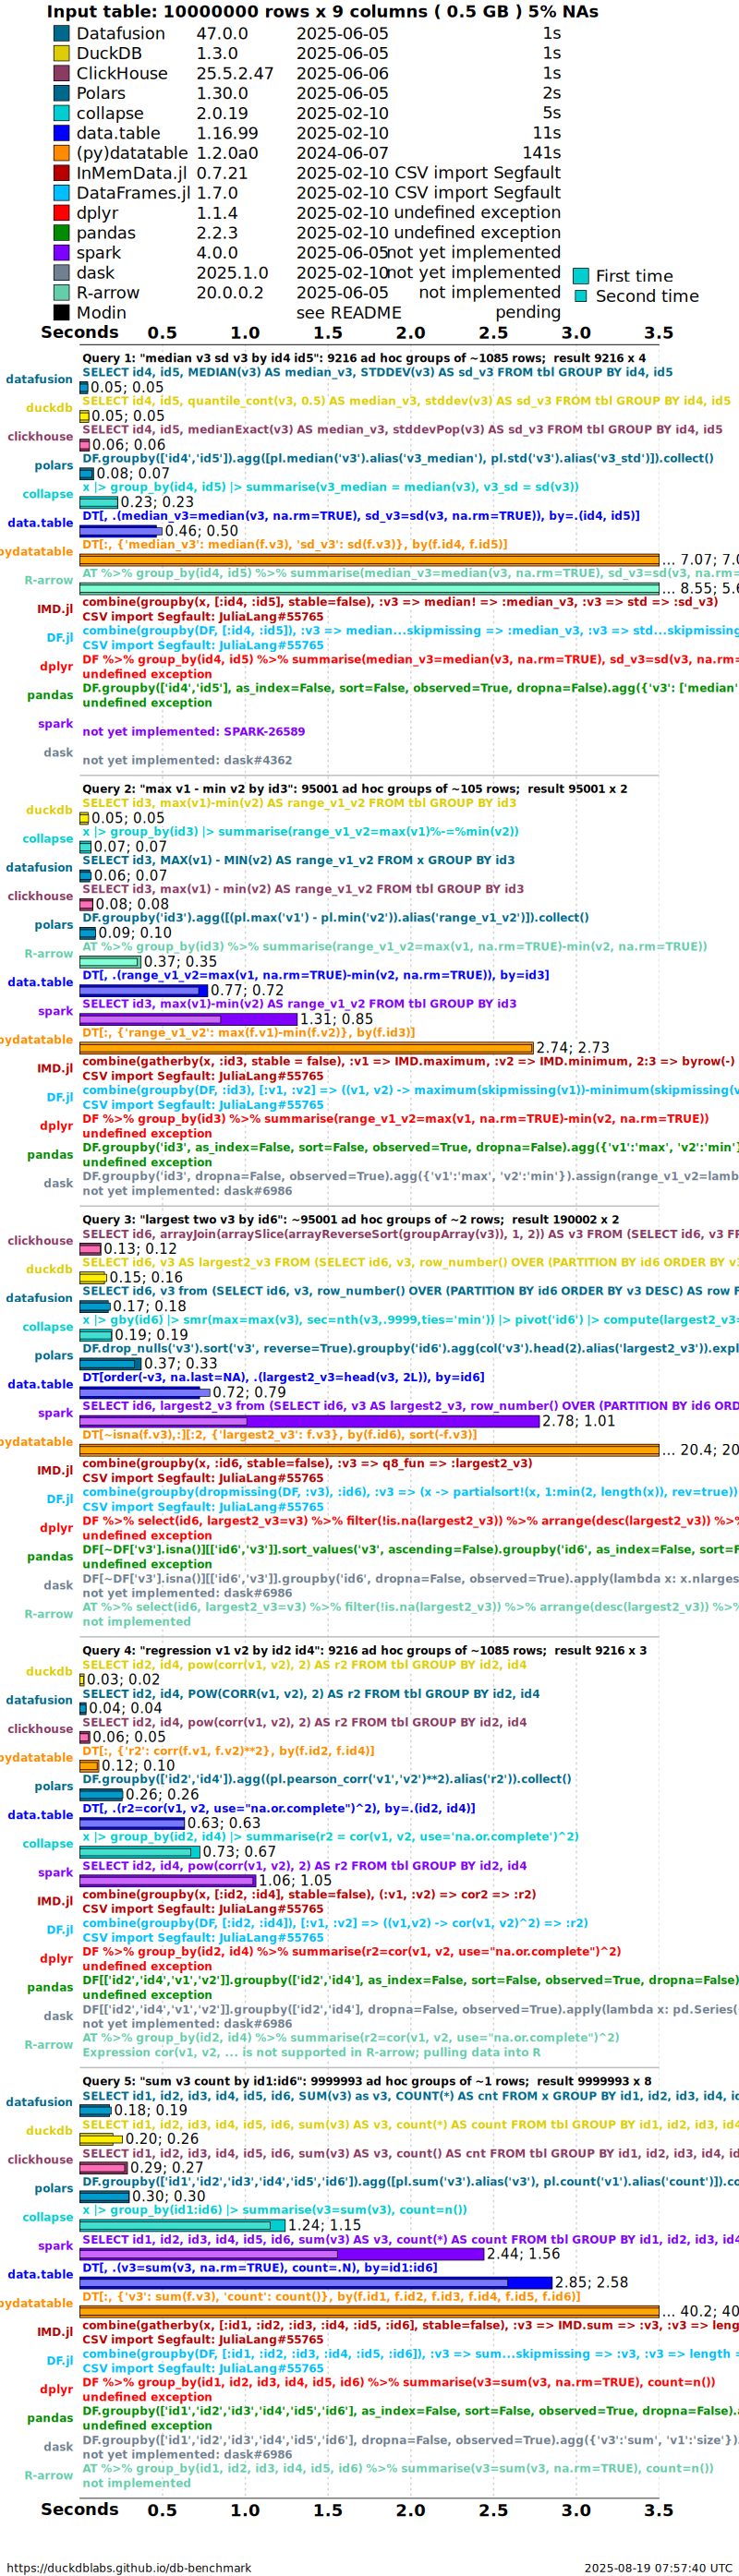 Input table: 10000000 rows x 9 columns ( 0.5 GB ) 5% NAs
Datafusion 47.0.0 2025-06-05 1s
DuckDB 1.3.0 2025-06-05 1s
ClickHouse 25.5.2.47 2025-06-06 1s
Polars 1.30.0 2025-06-05 2s
collapse 2.0.19 2025-02-10 5s
data.table 1.16.99 2025-02-10 11s
(py)datatable 1.2.0a0 2024-06-07 141s
InMemData.jl 0.7.21 2025-02-10 CSV import Segfault
DataFrames.jl 1.7.0 2025-02-10 CSV import Segfault
dplyr 1.1.4 2025-02-10 undefined exception
pandas 2.2.3 2025-02-10 undefined exception
spark 4.0.0 2025-06-05 not yet implemented
dask 2025.1.0 2025-02-10 not yet implemented
First time
R-arrow 20.0.0.2 2025-06-05 not implemented
Second time
Modin see README pending
Seconds 0.5 1.0 1.5 2.0 2.5 3.0 3.5
Query 1: "median v3 sd v3 by id4 id5": 9216 ad hoc groups of ~1085 rows; result 9216 x 4
datafusion SELECT id4, id5, MEDIAN(v3) AS median_v3, STDDEV(v3) AS sd_v3 FROM tbl GROUP BY id4, id5
0.05; 0.05
duckdb SELECT id4, id5, quantile_cont(v3, 0.5) AS median_v3, stddev(v3) AS sd_v3 FROM tbl GROUP BY id4, id5
0.05; 0.05
clickhouse SELECT id4, id5, medianExact(v3) AS median_v3, stddevPop(v3) AS sd_v3 FROM tbl GROUP BY id4, id5
0.06; 0.06
polars DF.groupby(['id4','id5']).agg([pl.median('v3').alias('v3_median'), pl.std('v3').alias('v3_std')]).collect()
0.08; 0.07
collapse x |> group_by(id4, id5) |> summarise(v3_median = median(v3), v3_sd = sd(v3))
0.23; 0.23
data.table DT[, .(median_v3=median(v3, na.rm=TRUE), sd_v3=sd(v3, na.rm=TRUE)), by=.(id4, id5)]
0.46; 0.50
pydatatable DT[:, {'median_v3': median(f.v3), 'sd_v3': sd(f.v3)}, by(f.id4, f.id5)]
... 7.07; 7.0
R-arrow AT %>% group_by(id4, id5) %>% summarise(median_v3=median(v3, na.rm=TRUE), sd_v3=sd(v3, na.rm=
... 8.55; 5.6
IMD.jl combine(groupby(x, [:id4, :id5], stable=false), :v3 => median! => :median_v3, :v3 => std => :sd_v3)
CSV import Segfault: JuliaLang#55765
DF.jl combine(groupby(DF, [:id4, :id5]), :v3 => median...skipmissing => :median_v3, :v3 => std...skipmissing
CSV import Segfault: JuliaLang#55765
dplyr DF %>% group_by(id4, id5) %>% summarise(median_v3=median(v3, na.rm=TRUE), sd_v3=sd(v3, na.rm=
undefined exception
pandas DF.groupby(['id4','id5'], as_index=False, sort=False, observed=True, dropna=False).agg({'v3': ['median'
undefined exception
spark
not yet implemented: SPARK-26589
dask
not yet implemented: dask#4362
Query 2: "max v1 - min v2 by id3": 95001 ad hoc groups of ~105 rows; result 95001 x 2
duckdb SELECT id3, max(v1)-min(v2) AS range_v1_v2 FROM tbl GROUP BY id3
0.05; 0.05
collapse x |> group_by(id3) |> summarise(range_v1_v2=max(v1)%-=%min(v2))
0.07; 0.07
datafusion SELECT id3, MAX(v1) - MIN(v2) AS range_v1_v2 FROM x GROUP BY id3
0.06; 0.07
clickhouse SELECT id3, max(v1) - min(v2) AS range_v1_v2 FROM tbl GROUP BY id3
0.08; 0.08
polars DF.groupby('id3').agg([(pl.max('v1') - pl.min('v2')).alias('range_v1_v2')]).collect()
0.09; 0.10
R-arrow AT %>% group_by(id3) %>% summarise(range_v1_v2=max(v1, na.rm=TRUE)-min(v2, na.rm=TRUE))
0.37; 0.35
data.table DT[, .(range_v1_v2=max(v1, na.rm=TRUE)-min(v2, na.rm=TRUE)), by=id3]
0.77; 0.72
spark SELECT id3, max(v1)-min(v2) AS range_v1_v2 FROM tbl GROUP BY id3
1.31; 0.85
pydatatable DT[:, {'range_v1_v2': max(f.v1)-min(f.v2)}, by(f.id3)]
2.74; 2.73
IMD.jl combine(gatherby(x, :id3, stable = false), :v1 => IMD.maximum, :v2 => IMD.minimum, 2:3 => byrow(-)
CSV import Segfault: JuliaLang#55765
DF.jl combine(groupby(DF, :id3), [:v1, :v2] => ((v1, v2) -> maximum(skipmissing(v1))-minimum(skipmissing(v
CSV import Segfault: JuliaLang#55765
dplyr DF %>% group_by(id3) %>% summarise(range_v1_v2=max(v1, na.rm=TRUE)-min(v2, na.rm=TRUE))
undefined exception
pandas DF.groupby('id3', as_index=False, sort=False, observed=True, dropna=False).agg({'v1':'max', 'v2':'min'}
undefined exception
dask DF.groupby('id3', dropna=False, observed=True).agg({'v1':'max', 'v2':'min'}).assign(range_v1_v2=lamb
not yet implemented: dask#6986
Query 3: "largest two v3 by id6": ~95001 ad hoc groups of ~2 rows; result 190002 x 2
clickhouse SELECT id6, arrayJoin(arraySlice(arrayReverseSort(groupArray(v3)), 1, 2)) AS v3 FROM (SELECT id6, v3 FR
0.13; 0.12
duckdb SELECT id6, v3 AS largest2_v3 FROM (SELECT id6, v3, row_number() OVER (PARTITION BY id6 ORDER BY v3
0.15; 0.16
datafusion SELECT id6, v3 from (SELECT id6, v3, row_number() OVER (PARTITION BY id6 ORDER BY v3 DESC) AS row F
0.17; 0.18
collapse x |> gby(id6) |> smr(max=max(v3), sec=nth(v3,.9999,ties='min')) |> pivot('id6') |> compute(largest2_v3=
0.19; 0.19
polars DF.drop_nulls('v3').sort('v3', reverse=True).groupby('id6').agg(col('v3').head(2).alias('largest2_v3')).expl
0.37; 0.33
data.table DT[order(-v3, na.last=NA), .(largest2_v3=head(v3, 2L)), by=id6]
0.72; 0.79
spark SELECT id6, largest2_v3 from (SELECT id6, v3 AS largest2_v3, row_number() OVER (PARTITION BY id6 ORD
2.78; 1.01
pydatatable DT[~isna(f.v3),:][:2, {'largest2_v3': f.v3}, by(f.id6), sort(-f.v3)]
... 20.4; 20
IMD.jl combine(groupby(x, :id6, stable=false), :v3 => q8_fun => :largest2_v3)
CSV import Segfault: JuliaLang#55765
DF.jl combine(groupby(dropmissing(DF, :v3), :id6), :v3 => (x -> partialsort!(x, 1:min(2, length(x)), rev=true))
CSV import Segfault: JuliaLang#55765
dplyr DF %>% select(id6, largest2_v3=v3) %>% filter(!is.na(largest2_v3)) %>% arrange(desc(largest2_v3)) %>%
undefined exception
pandas DF[~DF['v3'].isna()][['id6','v3']].sort_values('v3', ascending=False).groupby('id6', as_index=False, sort=F
undefined exception
dask DF[~DF['v3'].isna()][['id6','v3']].groupby('id6', dropna=False, observed=True).apply(lambda x: x.nlarges
not yet implemented: dask#6986
R-arrow AT %>% select(id6, largest2_v3=v3) %>% filter(!is.na(largest2_v3)) %>% arrange(desc(largest2_v3)) %>%
not implemented
Query 4: "regression v1 v2 by id2 id4": 9216 ad hoc groups of ~1085 rows; result 9216 x 3
duckdb SELECT id2, id4, pow(corr(v1, v2), 2) AS r2 FROM tbl GROUP BY id2, id4
0.03; 0.02
datafusion SELECT id2, id4, POW(CORR(v1, v2), 2) AS r2 FROM tbl GROUP BY id2, id4
0.04; 0.04
clickhouse SELECT id2, id4, pow(corr(v1, v2), 2) AS r2 FROM tbl GROUP BY id2, id4
0.06; 0.05
pydatatable DT[:, {'r2': corr(f.v1, f.v2)**2}, by(f.id2, f.id4)]
0.12; 0.10
polars DF.groupby(['id2','id4']).agg((pl.pearson_corr('v1','v2')**2).alias('r2')).collect()
0.26; 0.26
data.table DT[, .(r2=cor(v1, v2, use="na.or.complete")^2), by=.(id2, id4)]
0.63; 0.63
collapse x |> group_by(id2, id4) |> summarise(r2 = cor(v1, v2, use='na.or.complete')^2)
0.73; 0.67
spark SELECT id2, id4, pow(corr(v1, v2), 2) AS r2 FROM tbl GROUP BY id2, id4
1.06; 1.05
IMD.jl combine(groupby(x, [:id2, :id4], stable=false), (:v1, :v2) => cor2 => :r2)
CSV import Segfault: JuliaLang#55765
DF.jl combine(groupby(DF, [:id2, :id4]), [:v1, :v2] => ((v1,v2) -> cor(v1, v2)^2) => :r2)
CSV import Segfault: JuliaLang#55765
dplyr DF %>% group_by(id2, id4) %>% summarise(r2=cor(v1, v2, use="na.or.complete")^2)
undefined exception
pandas DF[['id2','id4','v1','v2']].groupby(['id2','id4'], as_index=False, sort=False, observed=True, dropna=False)
undefined exception
dask DF[['id2','id4','v1','v2']].groupby(['id2','id4'], dropna=False, observed=True).apply(lambda x: pd.Series(
not yet implemented: dask#6986
R-arrow AT %>% group_by(id2, id4) %>% summarise(r2=cor(v1, v2, use="na.or.complete")^2)
Expression cor(v1, v2, ... is not supported in R-arrow; pulling data into R
Query 5: "sum v3 count by id1:id6": 9999993 ad hoc groups of ~1 rows; result 9999993 x 8
datafusion SELECT id1, id2, id3, id4, id5, id6, SUM(v3) as v3, COUNT(*) AS cnt FROM x GROUP BY id1, id2, id3, id4, id
0.18; 0.19
duckdb SELECT id1, id2, id3, id4, id5, id6, sum(v3) AS v3, count(*) AS count FROM tbl GROUP BY id1, id2, id3, id4
0.20; 0.26
clickhouse SELECT id1, id2, id3, id4, id5, id6, sum(v3) AS v3, count() AS cnt FROM tbl GROUP BY id1, id2, id3, id4, id
0.29; 0.27
polars DF.groupby(['id1','id2','id3','id4','id5','id6']).agg([pl.sum('v3').alias('v3'), pl.count('v1').alias('count')]).co
0.30; 0.30
collapse x |> group_by(id1:id6) |> summarise(v3=sum(v3), count=n())
1.24; 1.15
spark SELECT id1, id2, id3, id4, id5, id6, sum(v3) AS v3, count(*) AS count FROM tbl GROUP BY id1, id2, id3, id4
2.44; 1.56
data.table DT[, .(v3=sum(v3, na.rm=TRUE), count=.N), by=id1:id6]
2.85; 2.58
pydatatable DT[:, {'v3': sum(f.v3), 'count': count()}, by(f.id1, f.id2, f.id3, f.id4, f.id5, f.id6)]
... 40.2; 40
IMD.jl combine(gatherby(x, [:id1, :id2, :id3, :id4, :id5, :id6], stable=false), :v3 => IMD.sum => :v3, :v3 => leng
CSV import Segfault: JuliaLang#55765
DF.jl combine(groupby(DF, [:id1, :id2, :id3, :id4, :id5, :id6]), :v3 => sum...skipmissing => :v3, :v3 => length =
CSV import Segfault: JuliaLang#55765
dplyr DF %>% group_by(id1, id2, id3, id4, id5, id6) %>% summarise(v3=sum(v3, na.rm=TRUE), count=n())
undefined exception
pandas DF.groupby(['id1','id2','id3','id4','id5','id6'], as_index=False, sort=False, observed=True, dropna=False).a
undefined exception
dask DF.groupby(['id1','id2','id3','id4','id5','id6'], dropna=False, observed=True).agg({'v3':'sum', 'v1':'size'})
not yet implemented: dask#6986
R-arrow AT %>% group_by(id1, id2, id3, id4, id5, id6) %>% summarise(v3=sum(v3, na.rm=TRUE), count=n())
not implemented
Seconds 0.5 1.0 1.5 2.0 2.5 3.0 3.5
https://duckdblabs.github.io/db-benchmark 2025-08-19 07:57:40 UTC